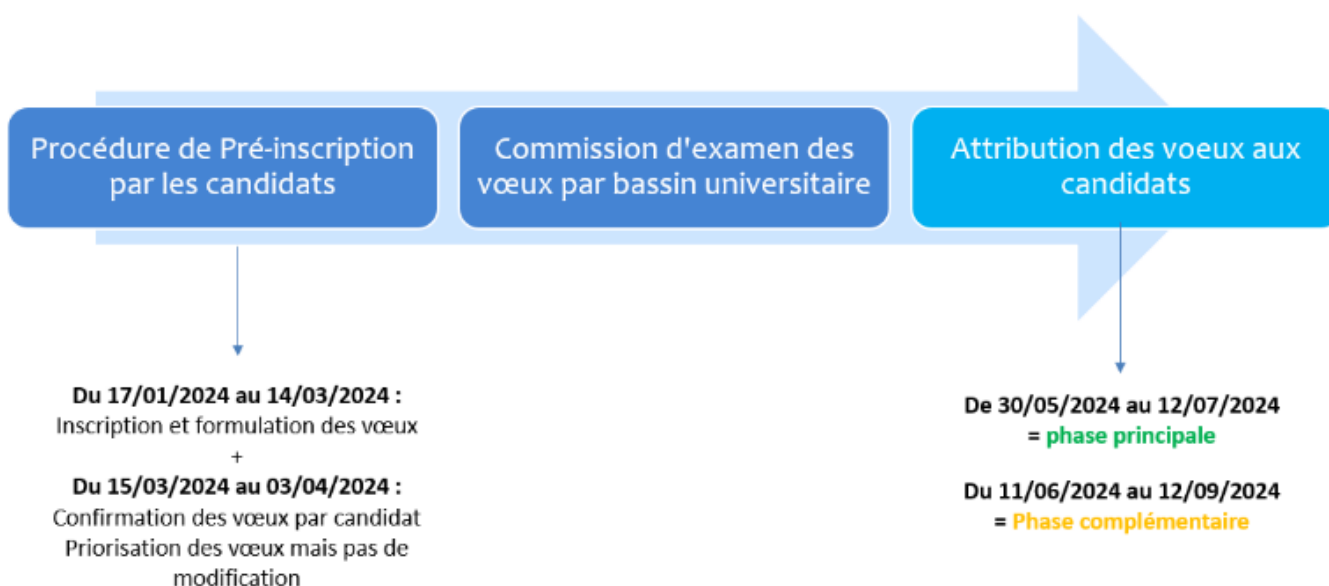 Procédure de Pré-inscription
par les candidats
Commission d'examen des
vœux par bassin universitaire
Attribution des voeux aux
candidats
Du 17/01/2024 au 14/03/2024 :
Inscription et formulation des vœux
+
Du 15/03/2024 au 03/04/2024 :
Confirmation des vœux par candidat
Priorisation des vœux mais pas de
modification
De 30/05/2024 au 12/07/2024
= phase principale
Du 11/06/2024 au 12/09/2024
= Phase complémentaire